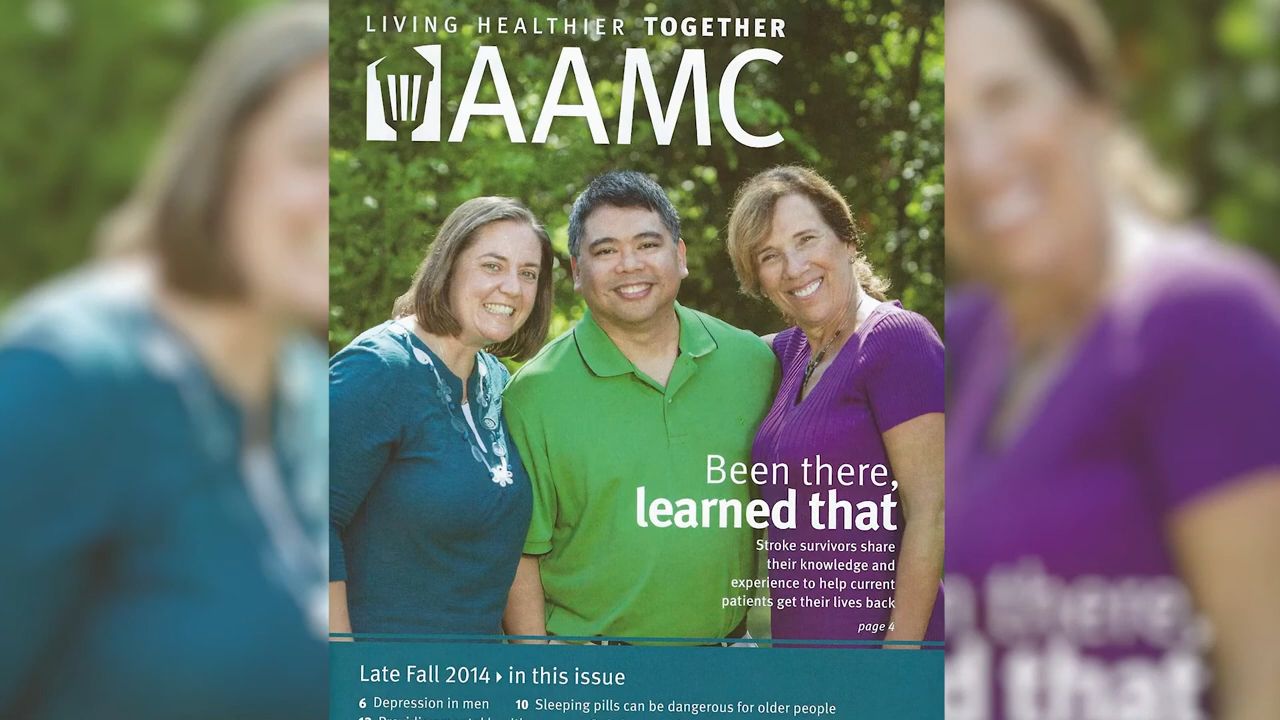 LIVING HEALTHIER TOGETHER
AAMC
Been there,
learned that
Stroke survivors share
their knowledge and
experience to help current
patients get their lives back
page 4
Late Fall 2014 ▸ in this issue
6 Depression in men 10 Sleeping pills can be dangerous for older people